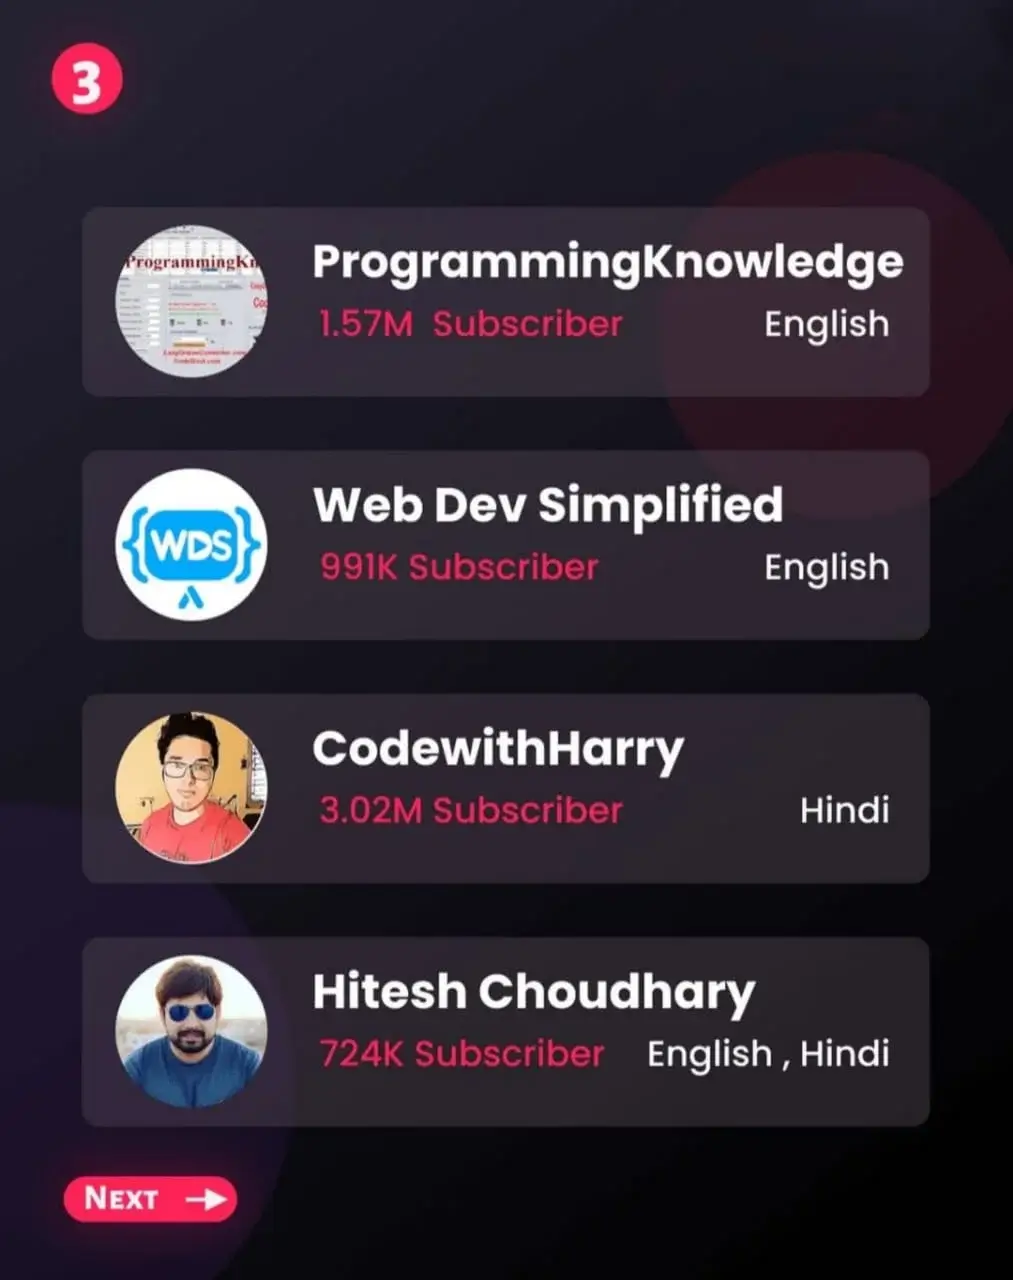 3
ProgrammingKn
ProgrammingKnowledge
1.57M Subscriber English
WDS
Web Dev Simplified
991K Subscriber English
CodewithHarry
3.02M Subscriber Hindi
Hitesh Choudhary
724K Subscriber English , Hindi
NEXT